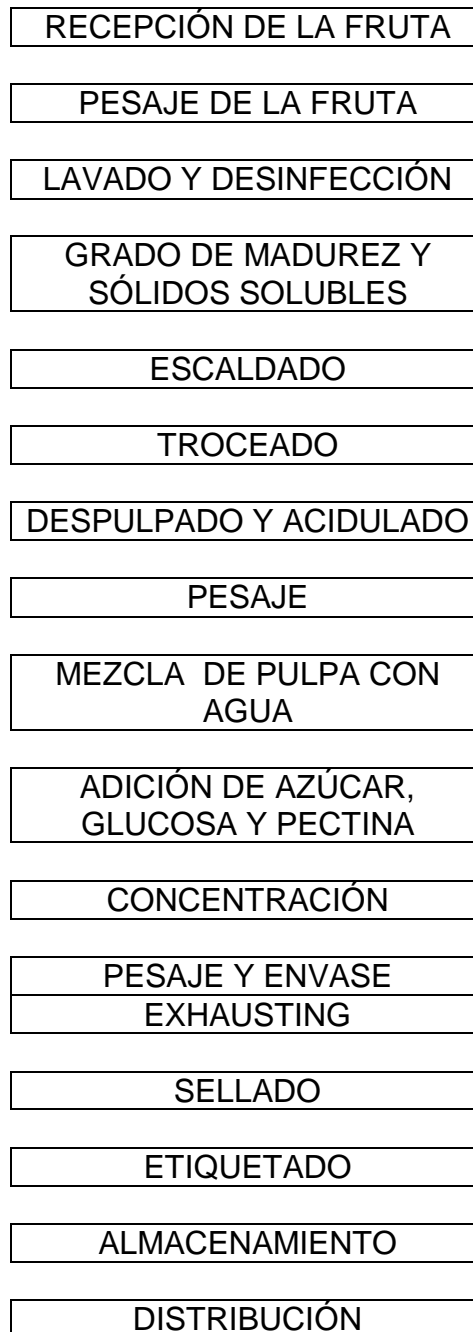 RECEPCIÓN DE LA FRUTA
PESAJE DE LA FRUTA
LAVADO Y DESINFECCIÓN
GRADO DE MADUREZ Y
SÓLIDOS SOLUBLES
ESCALDADO
TROCEADO
DESPULPADO Y ACIDULADO
PESAJE
MEZCLA  DE PULPA CON
AGUA
ADICIÓN DE AZÚCAR,
GLUCOSA Y PECTINA
CONCENTRACIÓN
PESAJE Y ENVASE
EXHAUSTING
SELLADO
ETIQUETADO
ALMACENAMIENTO
DISTRIBUCIÓN